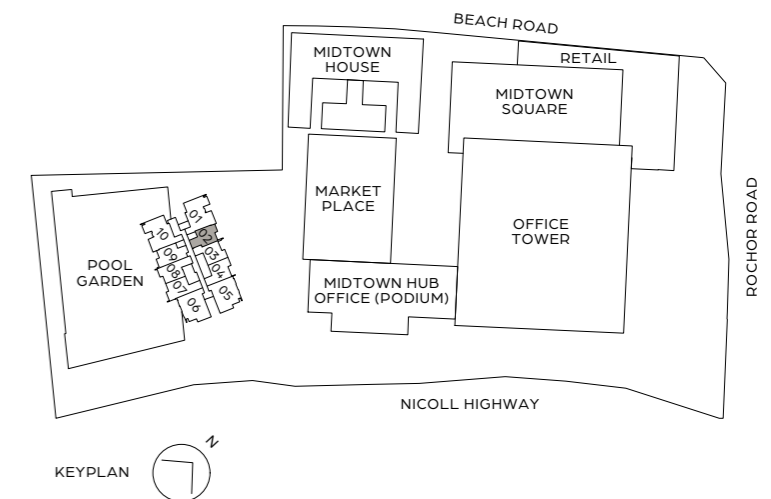 BEACH ROAD
MIDTOWN
HOUSE
RETAIL
MIDTOWN
SQUARE
MARKET
PLACE
OFFICE
TOWER
ROCHOR ROAD
POOL
GARDEN
01
02
03
04
05
10
09
08
07
06
MIDTOWN HUB
OFFICE (PODIUM)
NICOLL HIGHWAY
KEYPLAN
N